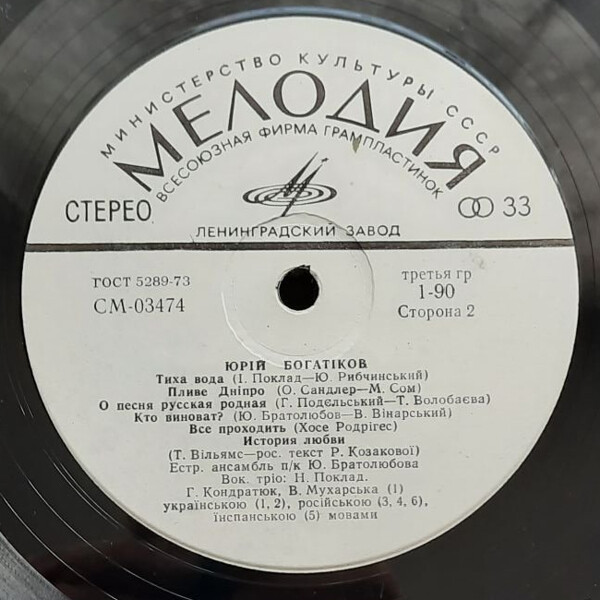 МИНИСТЕРСТВО КУЛЬТУРЫ СССР
МЕЛОДИЯ
ВСЕСОЮЗНАЯ ФИРМА ГРАМПЛАСТИНОК
СТЕРЕО
33
ЛЕНИНГРАДСКИЙ ЗАВОД
ГОСТ 5289-73
СМ-03474
третья гр
1-90
Сторона 2
ЮРІЙ БОГАТІКОВ
Тиха вода (І. Поклад—Ю. Рибчинський)
Пливе Дніпро (О. Сандлер—М. Сом)
О песня русская родная (Г. Подєльський—Т. Волобаєва)
Кто виноват? (Ю. Братолюбов—В. Вінарський)
Все проходить (Хосе Родрігес)
История любви
(Т. Вільямс—рос. текст Р. Козакової)
Естр. ансамбль п/к Ю. Братолюбова
Вок. тріо: Н. Поклад.
Г. Кондратюк, В. Мухарська (1)
українською (1, 2), російською (3, 4, 6),
їнспанською (5) мовами